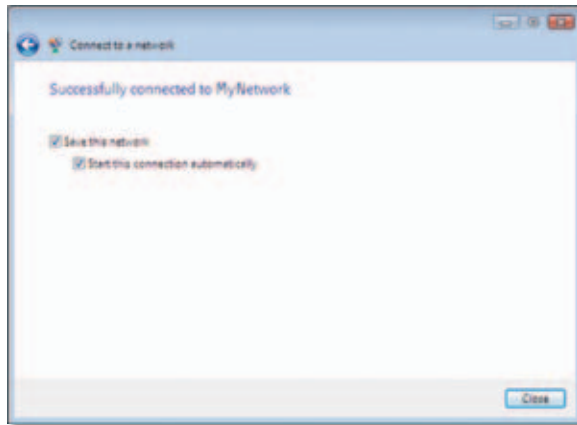 Connect to a network
Successfully connected to MyNetwork
Save this network
Start this connection automatically
Close